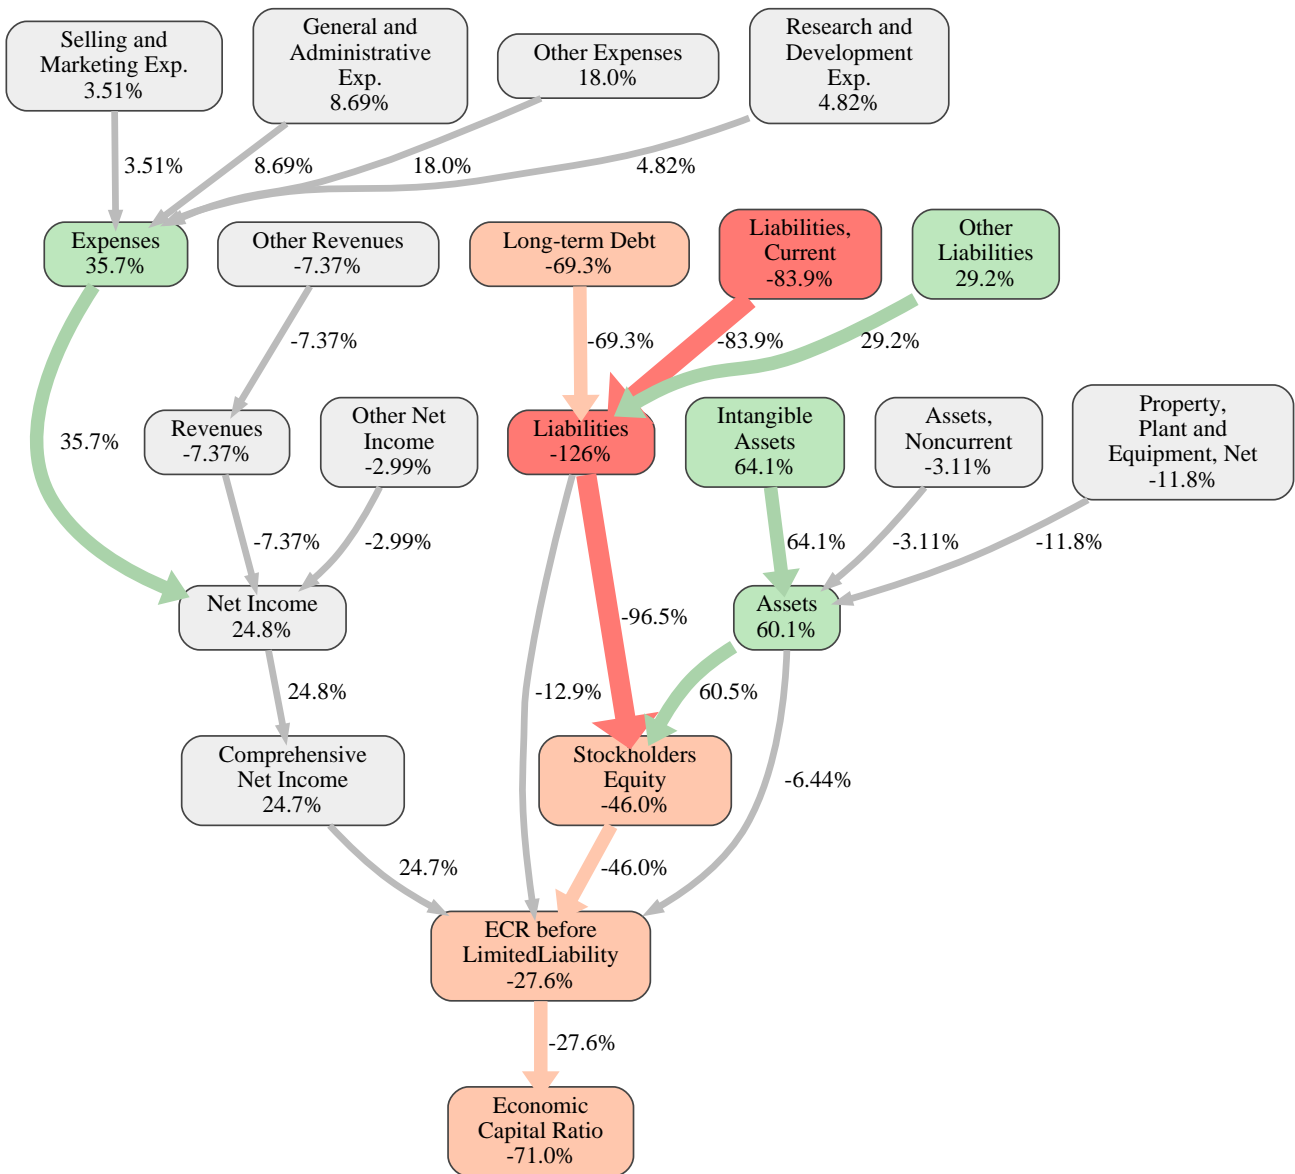 Selling and
Marketing Exp.
3.51%
General and
Administrative
Exp.
8.69%
Other Expenses
18.0%
Research and
Development
Exp.
4.82%
3.51%
8.69%
18.0%
4.82%
Expenses
35.7%
Other Revenues
-7.37%
Long-term Debt
-69.3%
Liabilities,
Current
-83.9%
Other
Liabilities
29.2%
-7.37%
-69.3%
-83.9%
29.2%
35.7%
Revenues
-7.37%
Other Net
Income
-2.99%
Liabilities
-126%
Intangible
Assets
64.1%
Assets,
Noncurrent
-3.11%
Property,
Plant and
Equipment, Net
-11.8%
-7.37%
-2.99%
64.1%
-3.11%
-11.8%
Net Income
24.8%
Assets
60.1%
-96.5%
24.8%
-12.9%
60.5%
Comprehensive
Net Income
24.7%
Stockholders
Equity
-46.0%
-6.44%
24.7%
-46.0%
ECR before
LimitedLiability
-27.6%
-27.6%
Economic
Capital Ratio
-71.0%